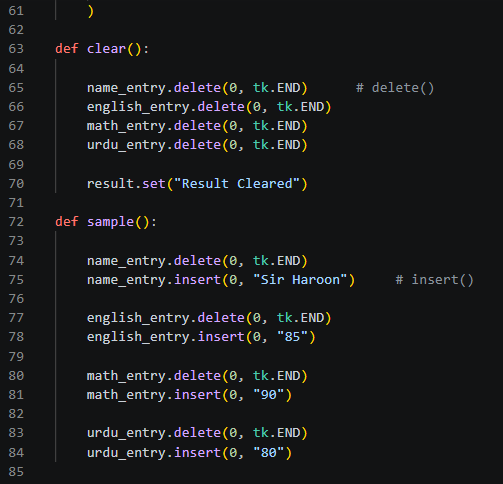 61        )
62
63    def clear():
64
65        name_entry.delete(0, tk.END)      # delete()
66        english_entry.delete(0, tk.END)
67        math_entry.delete(0, tk.END)
68        urdu_entry.delete(0, tk.END)
69
70        result.set("Result Cleared")
71
72    def sample():
73
74        name_entry.delete(0, tk.END)
75        name_entry.insert(0, "Sir Haroon")     # insert()
76
77        english_entry.delete(0, tk.END)
78        english_entry.insert(0, "85")
79
80        math_entry.delete(0, tk.END)
81        math_entry.insert(0, "90")
82
83        urdu_entry.delete(0, tk.END)
84        urdu_entry.insert(0, "80")
85